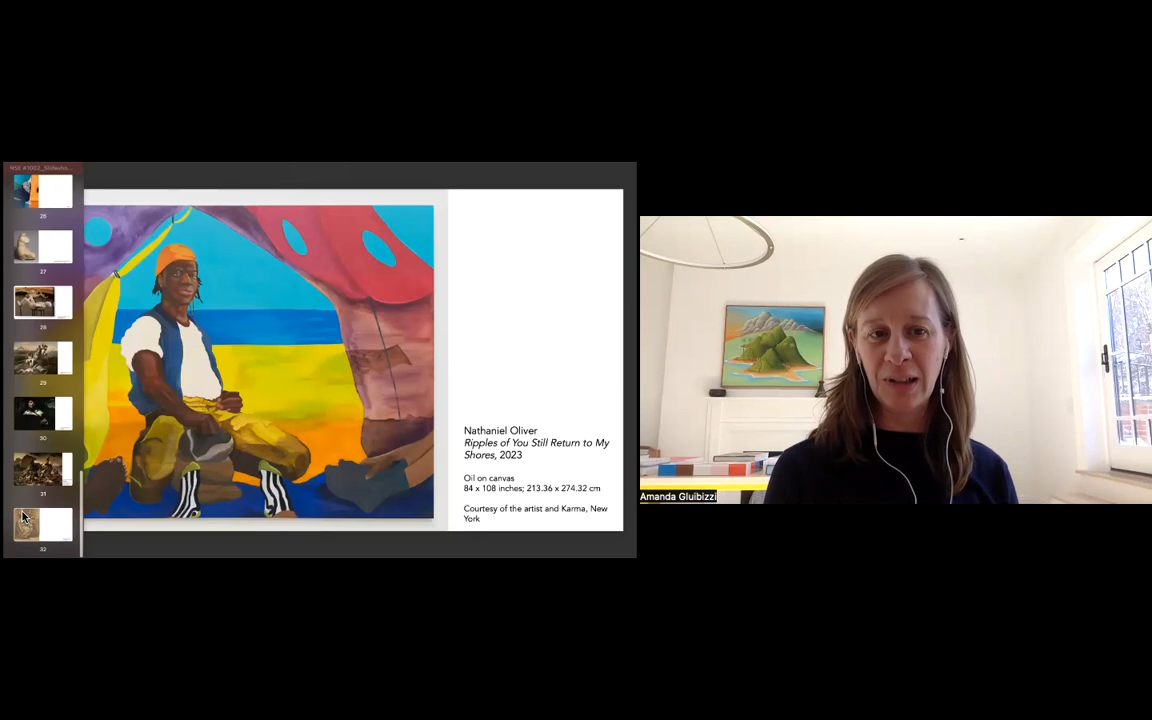 26
27
28
29
30
31
32
Nathaniel Oliver
Ripples of You Still Return to My
Shores, 2023
Oil on canvas
84 x 108 inches; 213.36 x 274.32 cm
Courtesy of the artist and Karma, New
York
Amanda Gluibizzi